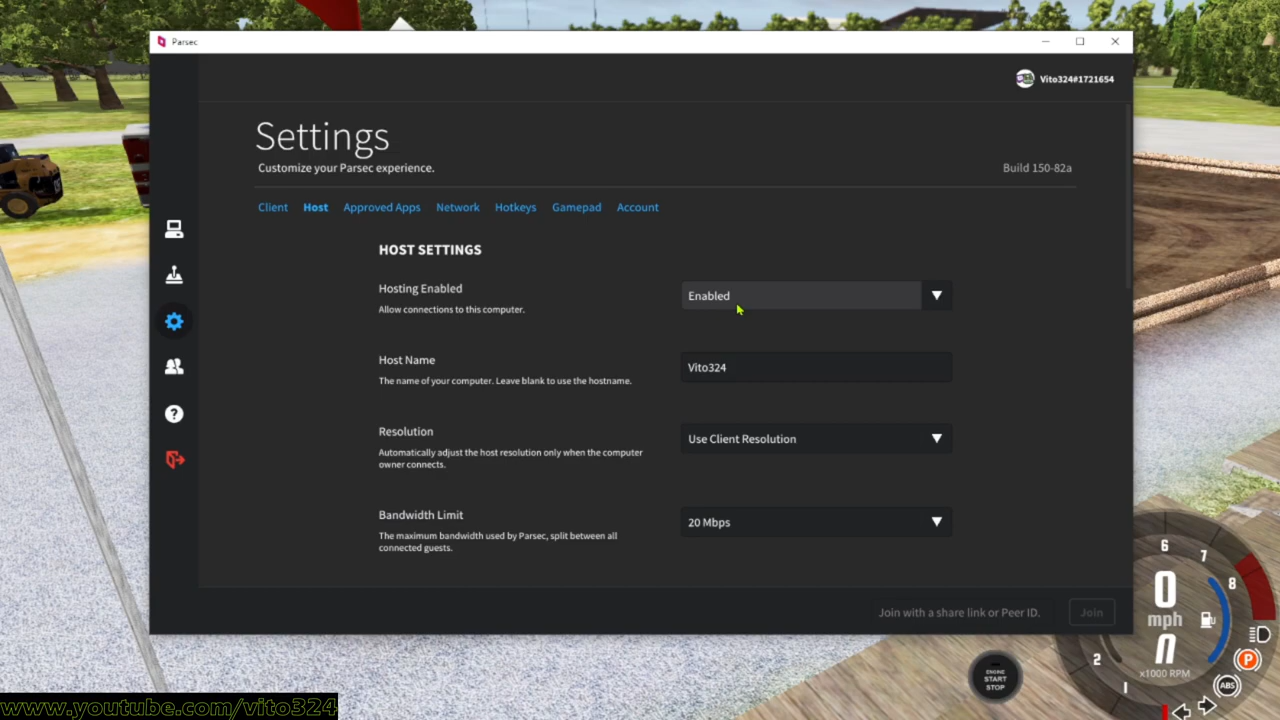 Parsec
Vito324#1721654
Settings
Customize your Parsec experience.
Build 150-82a
Client Host Approved Apps Network Hotkeys Gamepad Account
HOST SETTINGS
Hosting Enabled
Allow connections to this computer.
Enabled
Host Name
The name of your computer. Leave blank to use the hostname.
Vito324
Resolution
Automatically adjust the host resolution only when the computer
owner connects.
Use Client Resolution
Bandwidth Limit
The maximum bandwidth used by Parsec, split between all
connected guests.
20 Mbps
Join with a share link or Peer ID.
Join
6
7
8
0
mph
n
x1000 RPM
2
1
P
ABS
ENGINE
START
STOP
www.youtube.com/vito324